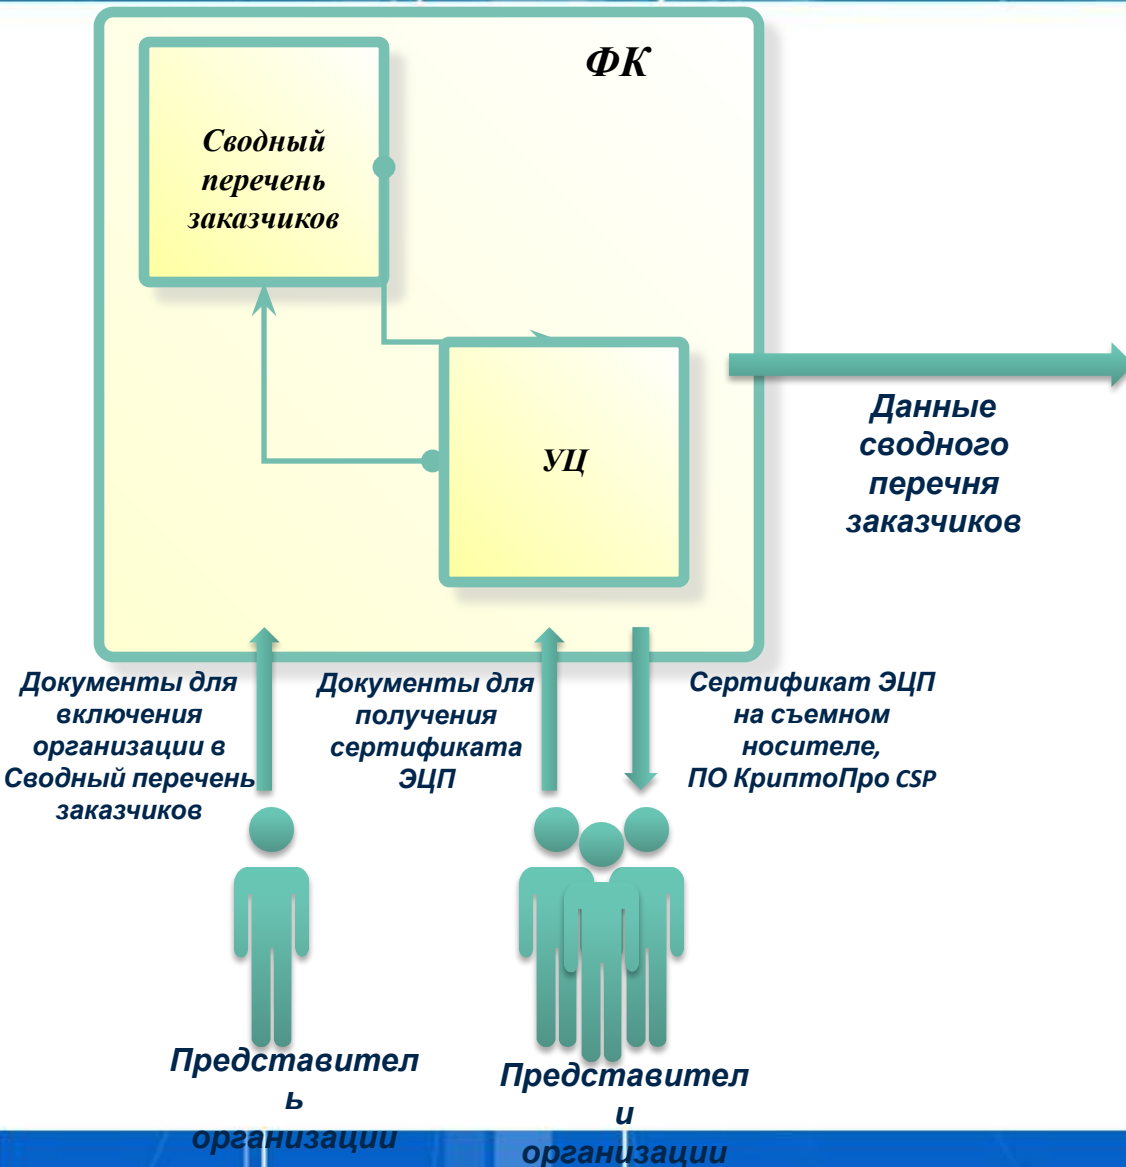 ФК
Сводный
перечень
заказчиков
УЦ
Данные
сводного
перечня
заказчиков
Документы для
включения
организации в
Сводный перечень
заказчиков
Документы для
получения
сертификата
ЭЦП
Сертификат ЭЦП
на съемном
носителе,
ПО КриптоПро CSP
Представител
ь
организации
Представител
и
организации